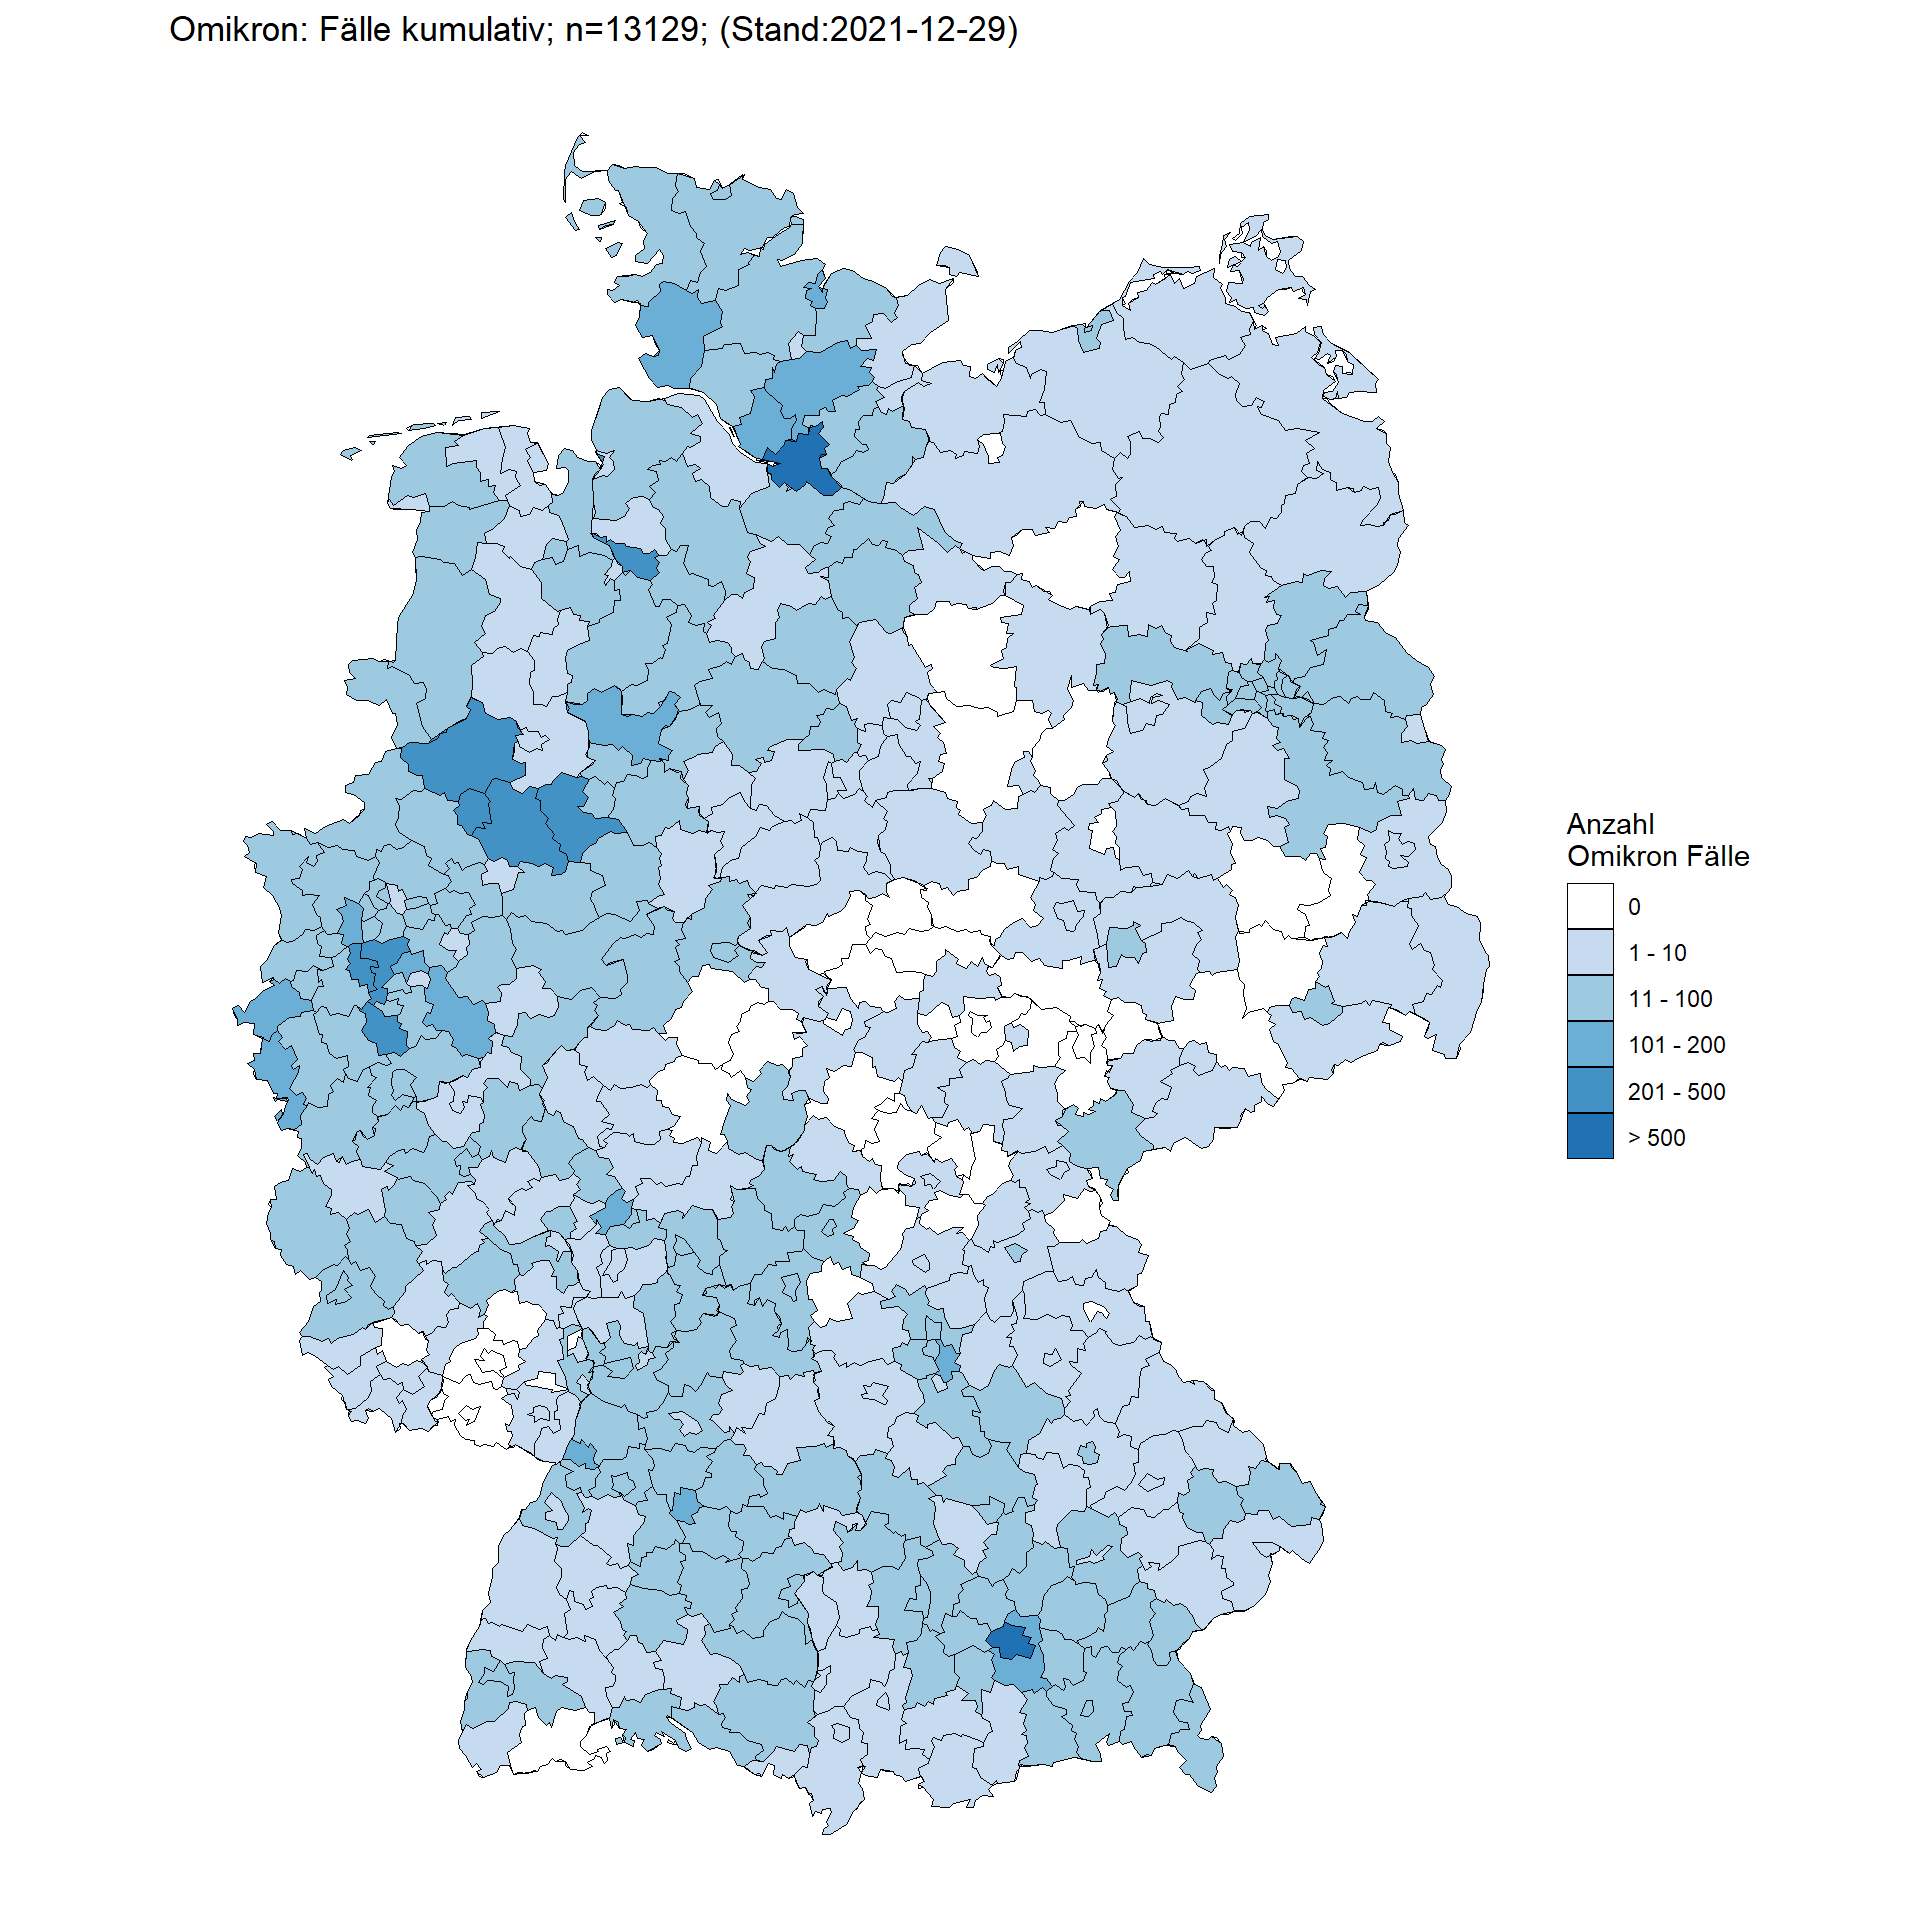 Omikron: Fälle kumulativ; n=13129; (Stand:2021-12-29)
Anzahl
Omikron Fälle
0
1 - 10
11 - 100
101 - 200
201 - 500
> 500